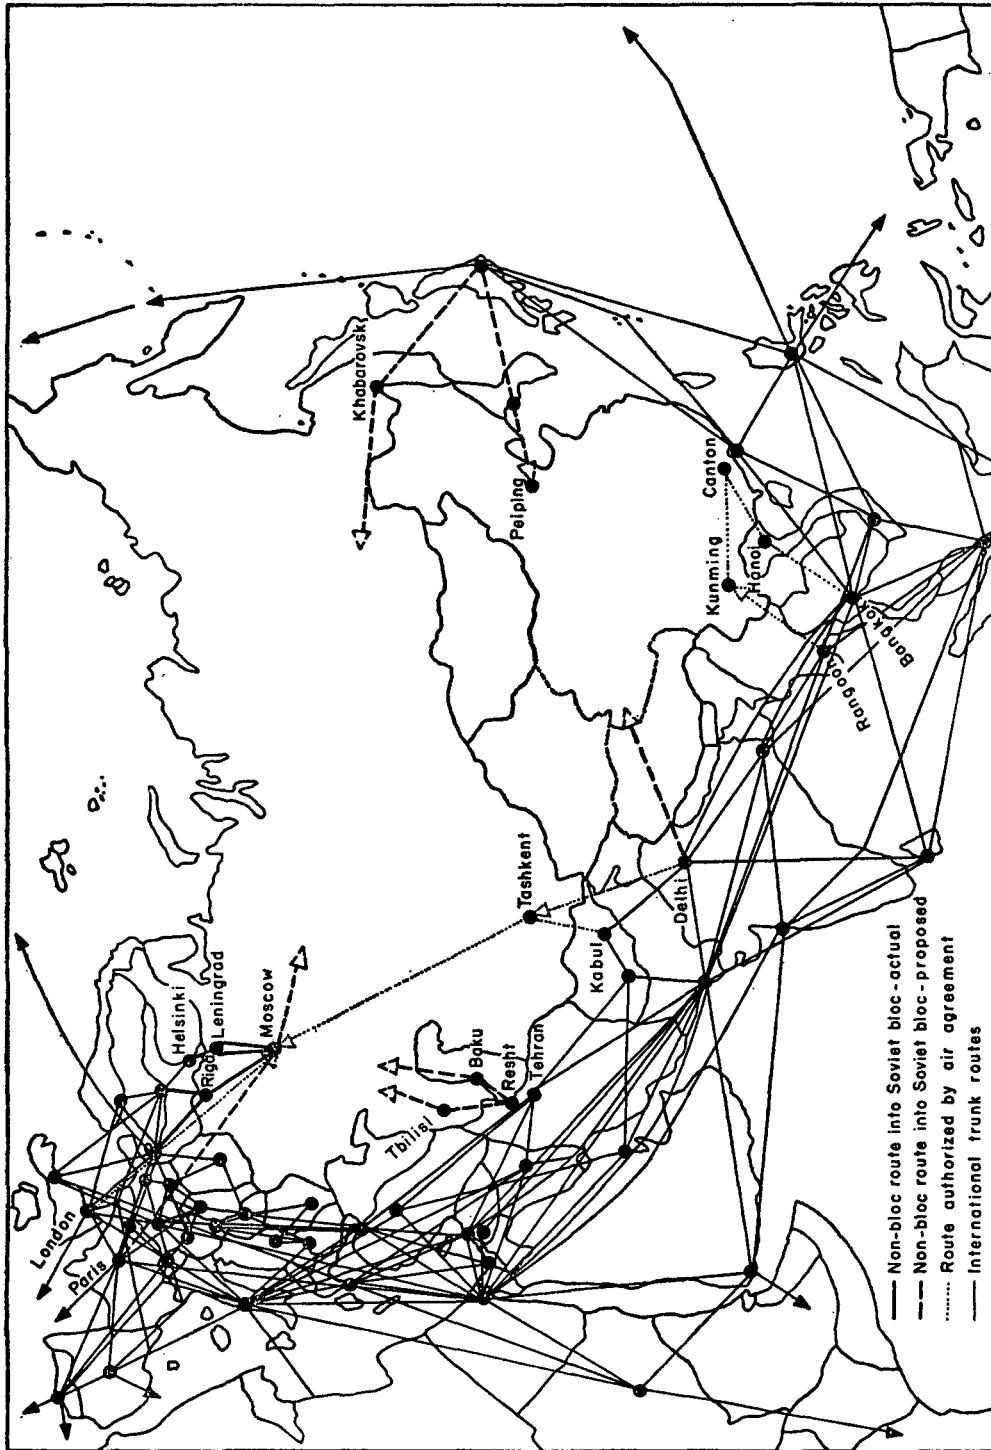 London
Paris
Helsinki
Leningrad
Riga
Moscow
Tbilisi
Baku
Resht
Tehran
Tashkent
Kabul
Delhi
Khabarovsk
Peiping
Kunming
Canton
Hanoi
Rangoon
Bangkok
Non-bloc route into Soviet bloc-actual
Non-bloc route into Soviet bloc-proposed
Route authorized by air agreement
International trunk routes